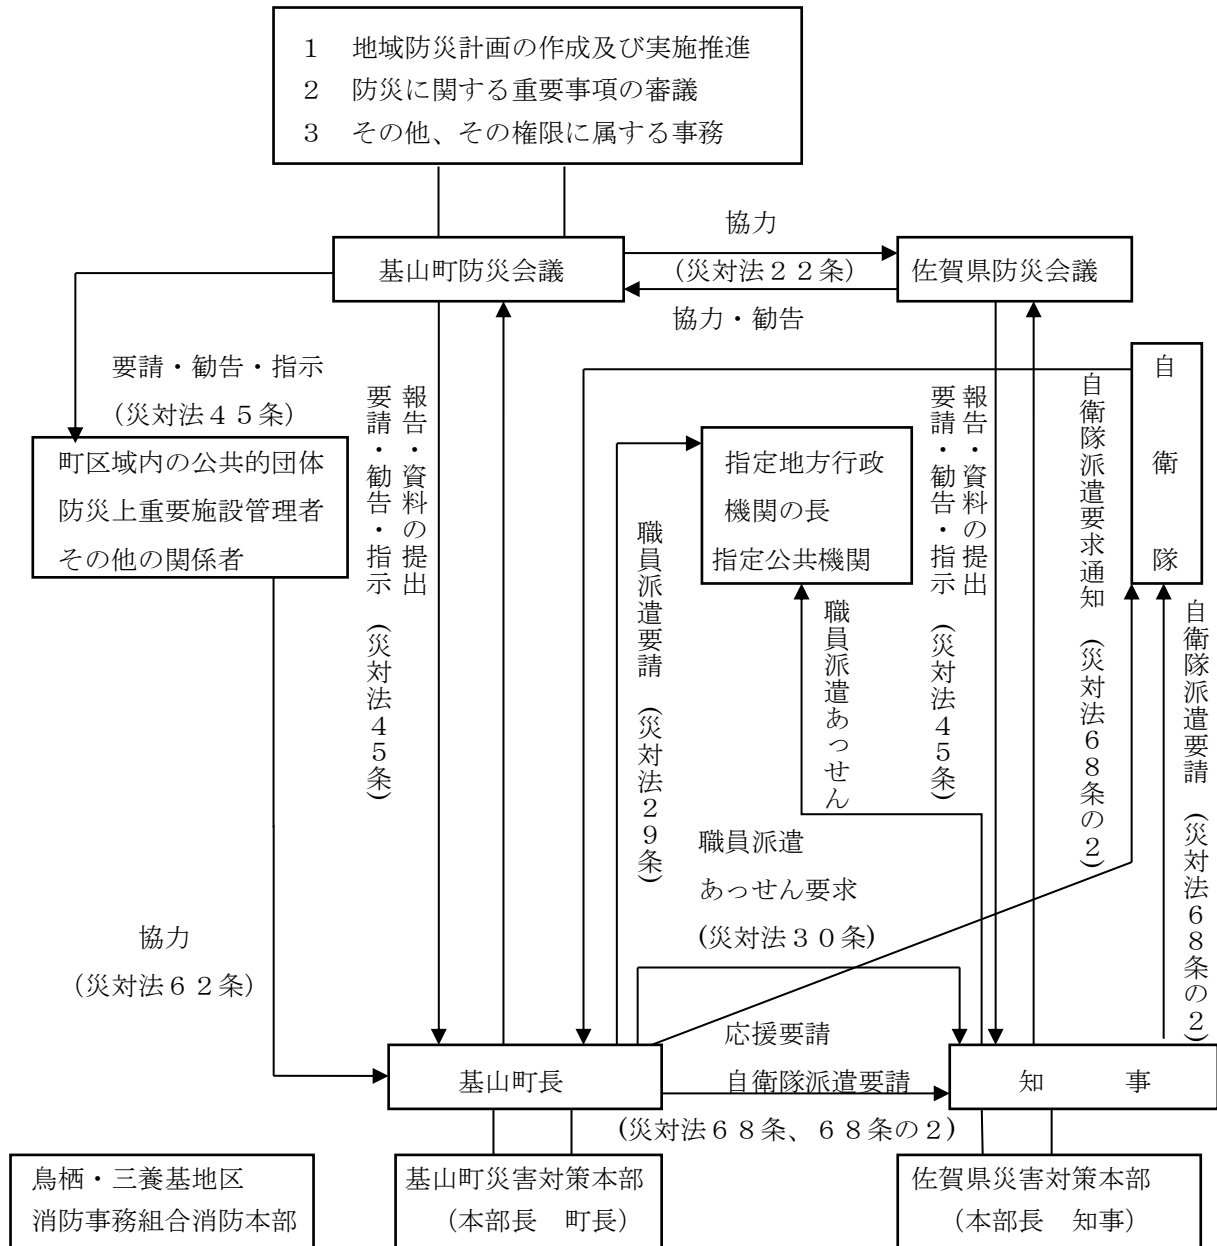 １　地域防災計画の作成及び実施推進
２　防災に関する重要事項の審議
３　その他、その権限に属する事務
協力
基山町防災会議
（災対法２２条）
佐賀県防災会議
協力・勧告
要請・勧告・指示
（災対法４５条）
町区域内の公共的団体
防災上重要施設管理者
その他の関係者
報告・資料の提出
要請・勧告・指示　（災対法４５条）
職員派遣要請　（災対法２９条）
指定地方行政
機関の長
指定公共機関
職員派遣あっせん
報告・資料の提出
要請・勧告・指示　（災対法４５条）
自衛隊派遣要求通知　（災対法６８条の２）
自衛隊
自衛隊派遣要請　（災対法６８条の２）
職員派遣
あっせん要求
(災対法３０条)
協力
（災対法６２条）
応援要請
基山町長
自衛隊派遣要請
知　事
(災対法６８条、６８条の２)
鳥栖・三養基地区
消防事務組合消防本部
基山町災害対策本部
（本部長　町長）
佐賀県災害対策本部
（本部長　知事）